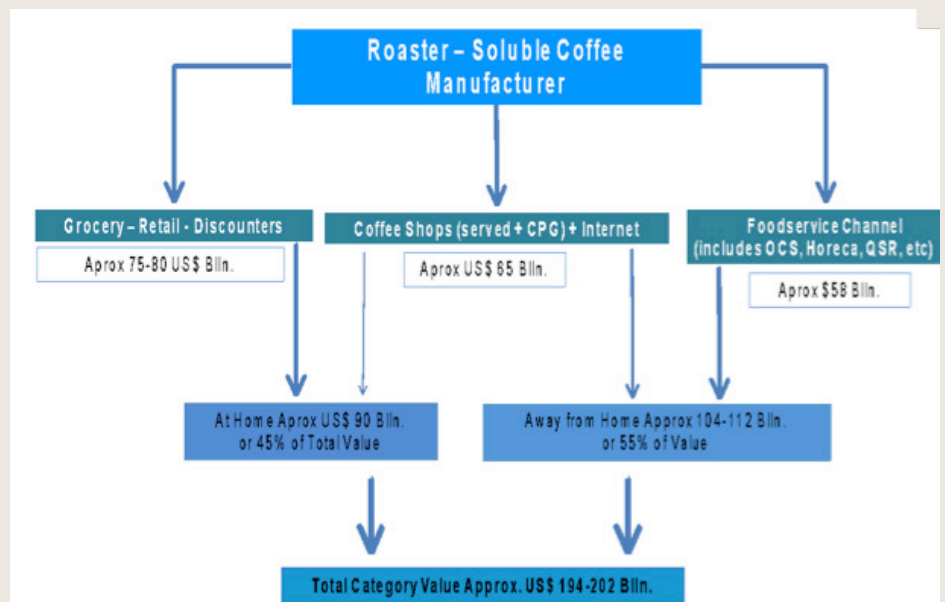 Roaster – Soluble Coffee
Manufacturer
Grocery – Retail - Discounters
Aprox 75-80 US$ Blln.
Coffee Shops (served + CPG) + Internet
Aprox US$ 65 Blln.
Foodservice Channel
(includes OCS, Horeca, QSR, etc)
Aprox $58 Blln.
At Home Aprox US$ 90 Blln.
or 45% of Total Value
Away from Home Approx 104-112 Blln.
or 55% of Value
Total Category Value Approx. US$ 194-202 Blln.